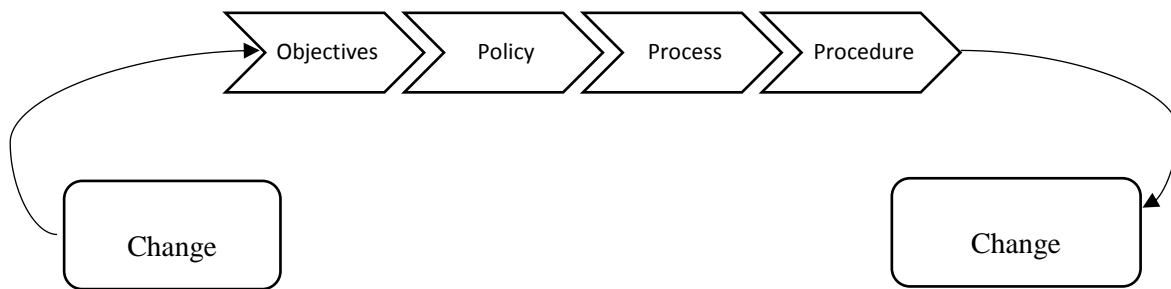 Objectives
Policy
Process
Procedure
Change
Change